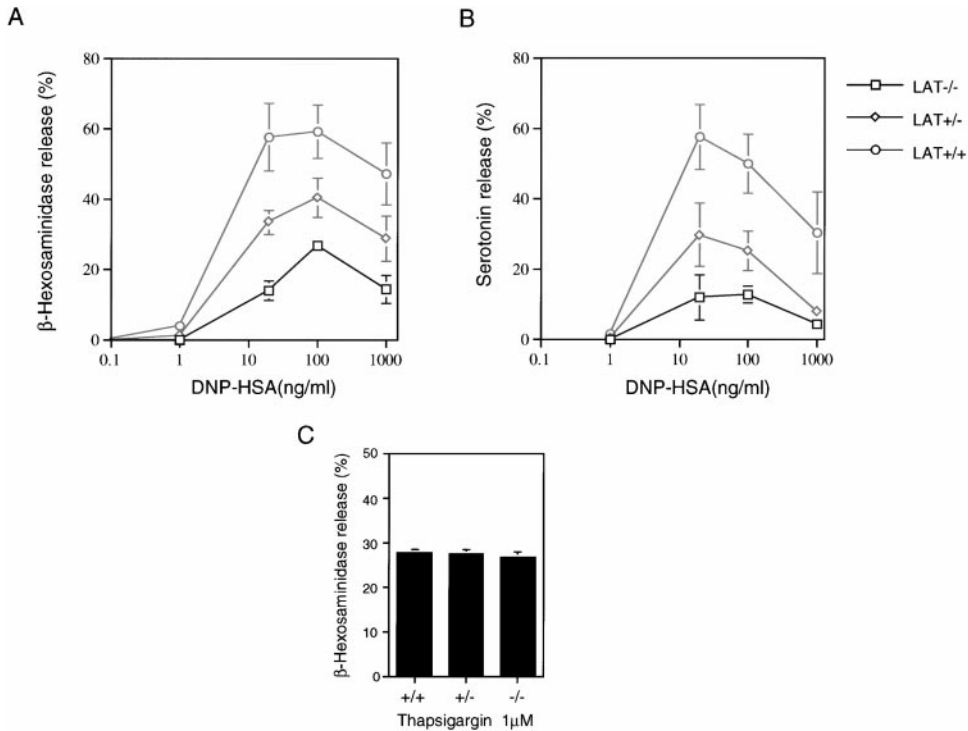 A
β-Hexosaminidase release (%)
80
60
40
20
0
0.1 1 10 100 1000
DNP-HSA(ng/ml)
B
Serotonin release (%)
80
60
40
20
0
0.1 1 10 100 1000
DNP-HSA(ng/ml)
LAT-/-
LAT+/-
LAT+/+
C
β-Hexosaminidase release (%)
50
40
30
20
10
0
+/+ +/- -/-
Thapsigargin 1μM